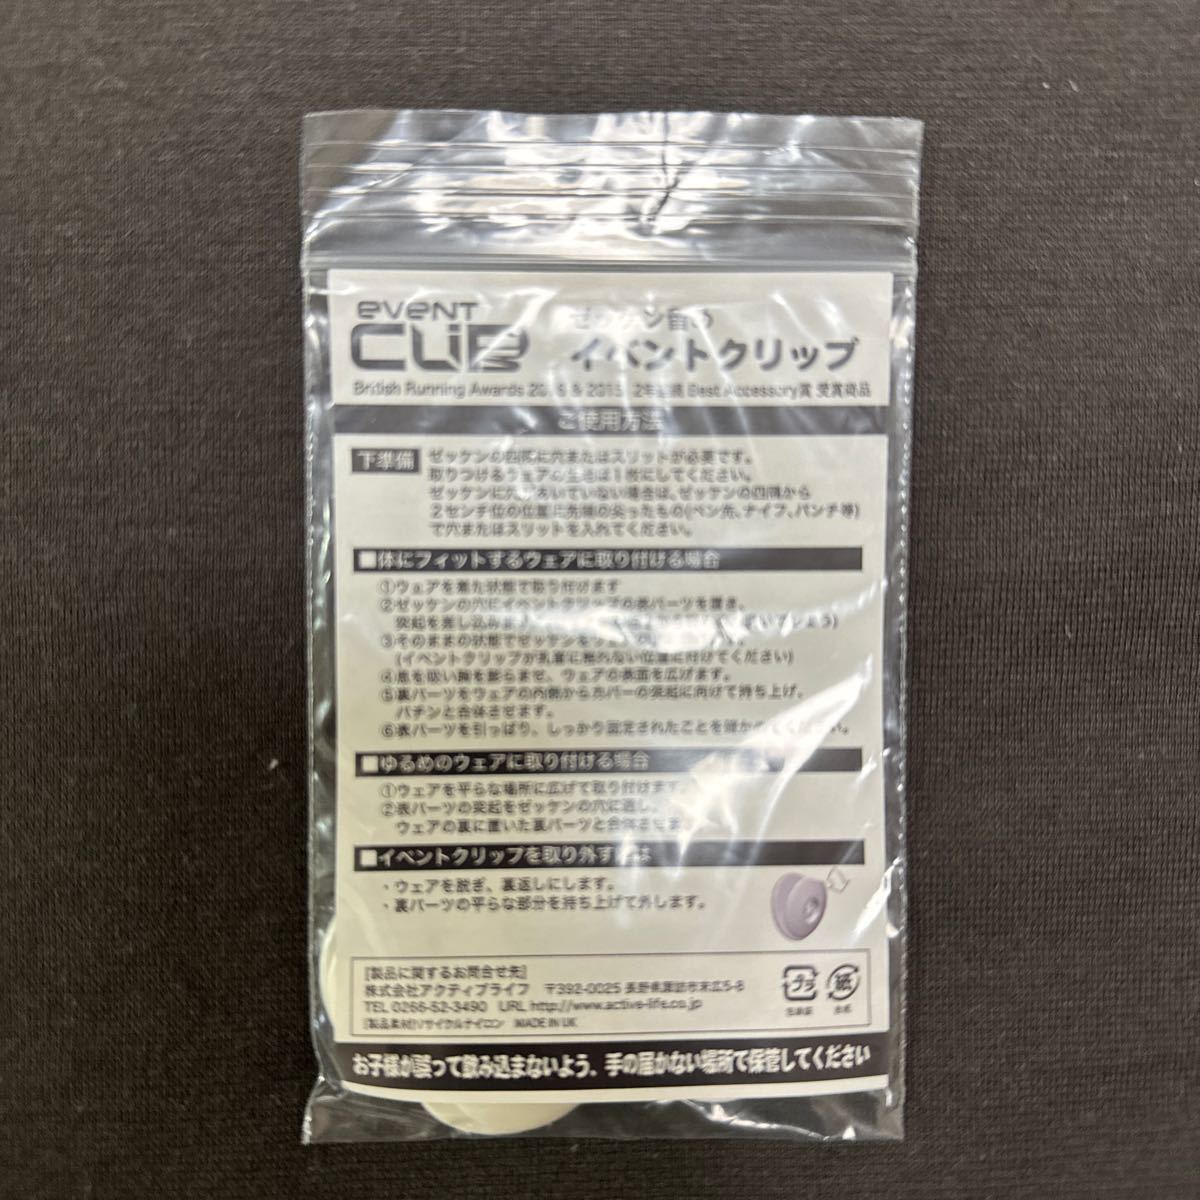 eVeNT
CLiP
ゼッケン留め
イベントクリップ
British Running Awards & 2015 2年連続 Best Accessory賞 受賞商品
ご使用方法
下準備
ゼッケンの四隅に穴またはスリットが必要です。
取りつけるウェアの生地は1枚にしてください。
ゼッケンに穴があいていない場合は、ゼッケンの四隅から
2センチ位の位置に先端の尖ったもの(ペン先、ナイフ、パンチ等)
で穴またはスリットを入れてください。
■体にフィットするウェアに取り付ける場合
①ウェアを着た状態で取り付けます
②ゼッケンの穴にイベントクリップの表パーツを置き、
突起を差し込みます
③そのままの状態でゼッケンを
(イベントクリップが乳首に触れない位置に付けてください)
④息を吸い胸を膨らませ、ウェアの表面を広げます。
⑤裏パーツをウェアの内側からカバーの突起に向けて持ち上げ、
パチンと合体させます。
⑥表パーツを引っぱり、しっかり固定されたことを確かめてください。
■ゆるめのウェアに取り付ける場合
①ウェアを平らな場所に広げて取り付けます
②表パーツの突起をゼッケンの穴に通し、
ウェアの裏に置いた裏パーツと合体させま
■イベントクリップを取り外すには
・ウェアを脱ぎ、裏返しにします。
・裏パーツの平らな部分を持ち上げて外します。
[製品に関するお問合せ先]
株式会社アクティブライフ 〒392-0025 長野県諏訪市末広5-8
TEL 0266-52-3490 URL http://www.active-life.co.jp
[製品素材]リサイクルナイロン MADE IN UK
プラ
紙
お子様が誤って飲み込まないよう、手の届かない場所で保管してください